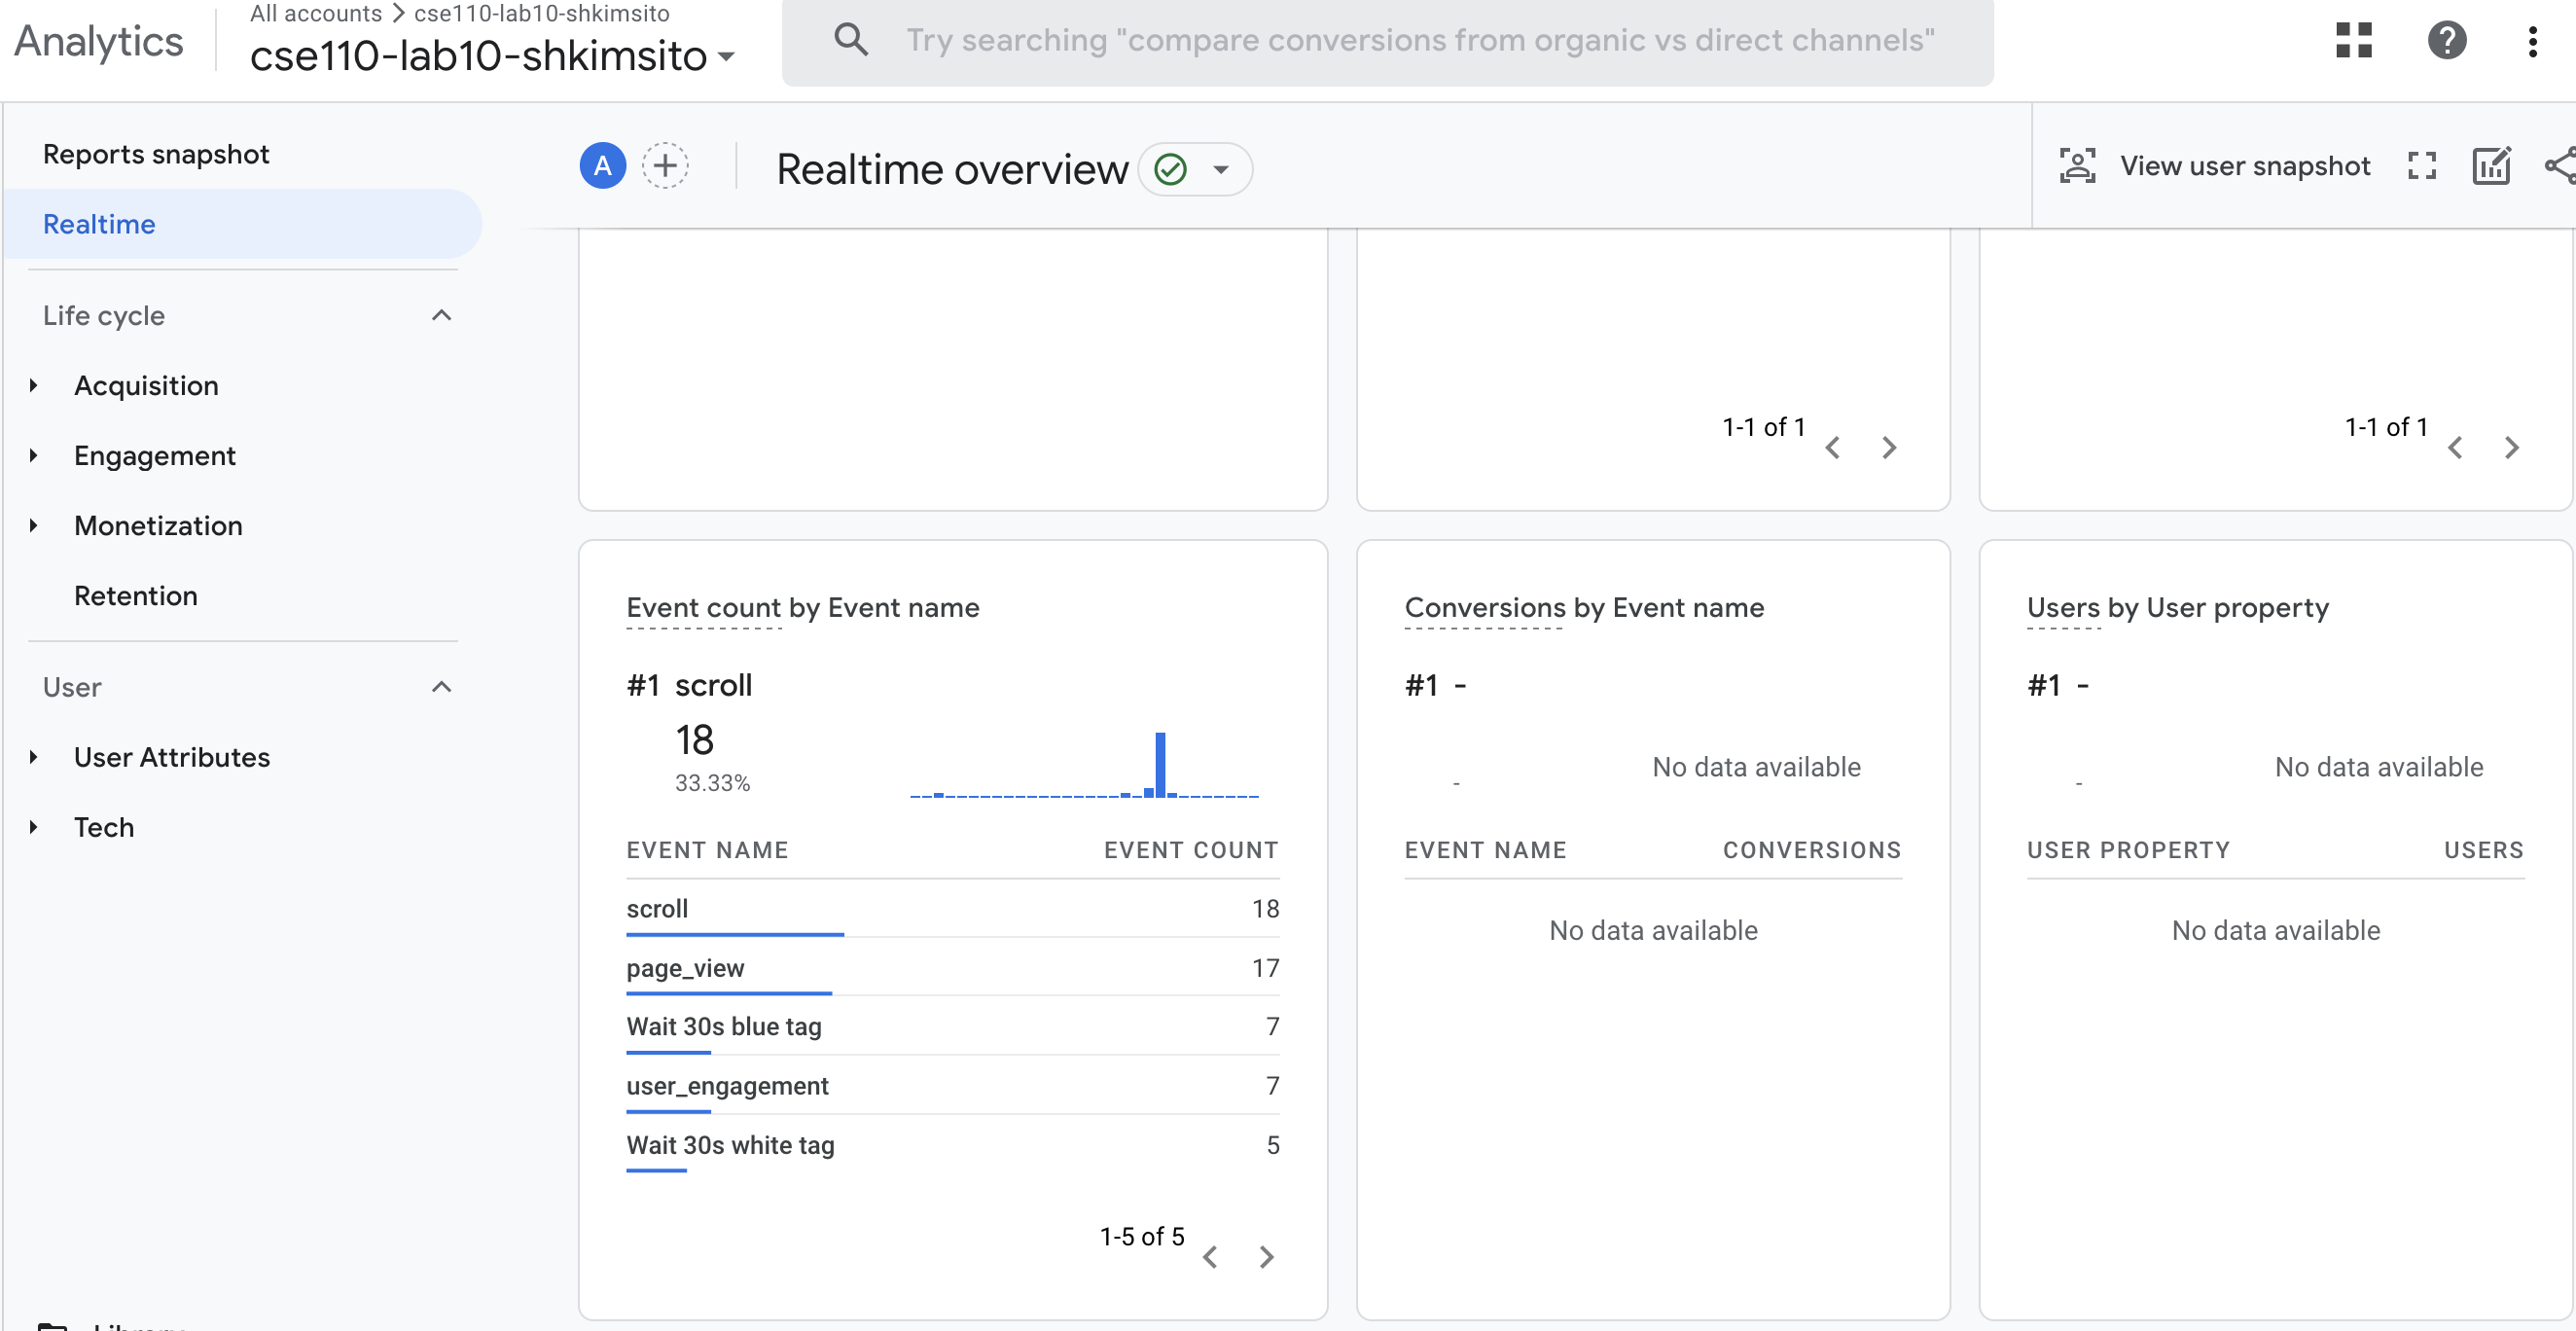 Analytics
All accounts > cse110-lab10-shkimsito
cse110-lab10-shkimsito
Try searching "compare conversions from organic vs direct channels"
Reports snapshot
Realtime
Life cycle
Acquisition
Engagement
Monetization
Retention
User
User Attributes
Tech
Library
A
Realtime overview
View user snapshot
1-1 of 1
1-1 of 1
Event count by Event name
#1 scroll
18
33.33%
EVENT NAME EVENT COUNT
scroll 18
page_view 17
Wait 30s blue tag 7
user_engagement 7
Wait 30s white tag 5
1-5 of 5
Conversions by Event name
#1 -
No data available
-
EVENT NAME CONVERSIONS
No data available
Users by User property
#1 -
No data available
-
USER PROPERTY USERS
No data available